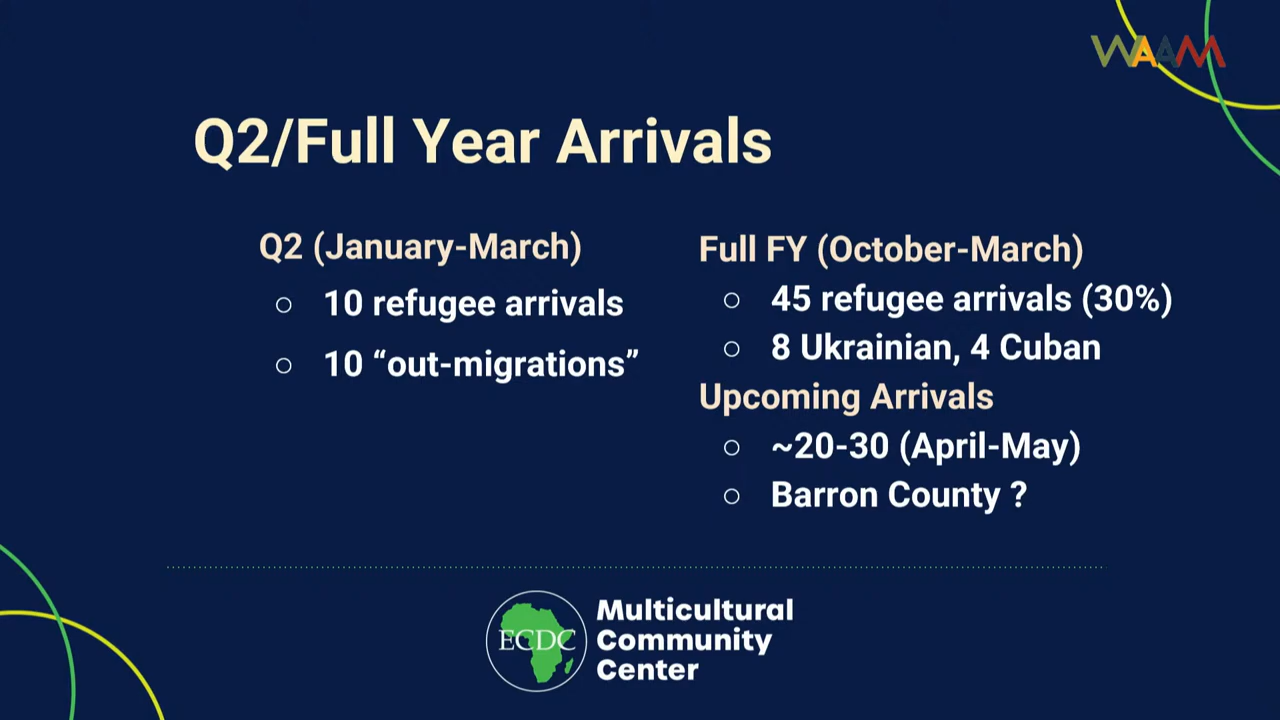 WAAM
Q2/Full Year Arrivals
Q2 (January-March)
10 refugee arrivals
10 “out-migrations”
Full FY (October-March)
45 refugee arrivals (30%)
8 Ukrainian, 4 Cuban
Upcoming Arrivals
~20-30 (April-May)
Barron County ?
ECDC
Multicultural
Community
Center